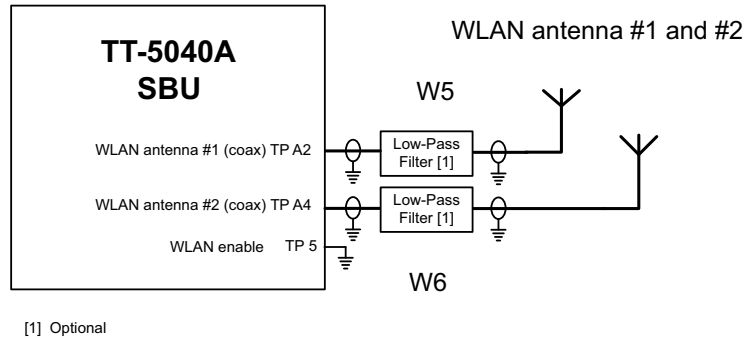 WLAN antenna #1 and #2
TT-5040A
SBU
W5
WLAN antenna #1 (coax) TP A2
Low-Pass
Filter [1]
WLAN antenna #2 (coax) TP A4
Low-Pass
Filter [1]
WLAN enable TP 5
W6
[1] Optional